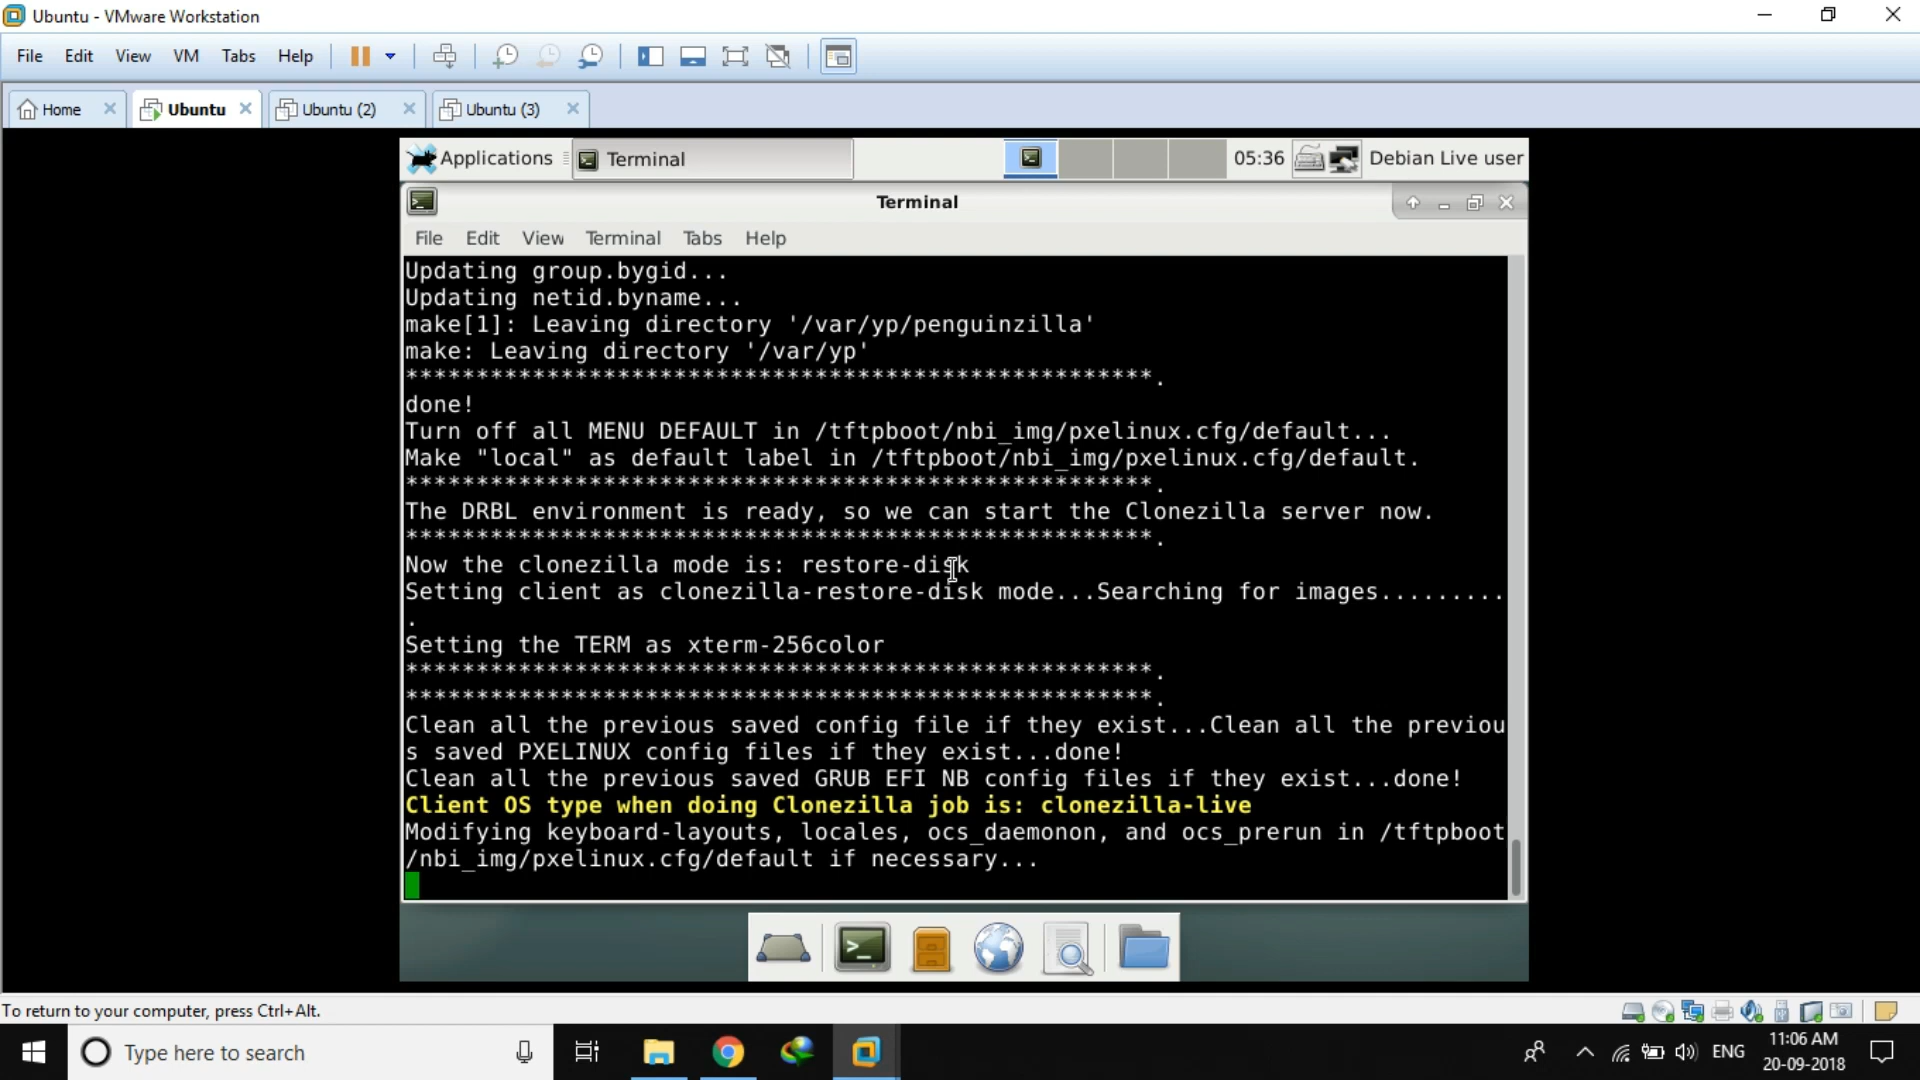 Ubuntu - VMware Workstation
File Edit View VM Tabs Help
Home Ubuntu Ubuntu (2) Ubuntu (3)
Applications Terminal 05:36 Debian Live user
Terminal
File Edit View Terminal Tabs Help
Updating group.bygid...
Updating netid.byname...
make[1]: Leaving directory '/var/yp/penguinzilla'
make: Leaving directory '/var/yp'
*****************************************************.
done!
Turn off all MENU DEFAULT in /tftpboot/nbi_img/pxelinux.cfg/default...
Make "local" as default label in /tftpboot/nbi_img/pxelinux.cfg/default.
*****************************************************.
The DRBL environment is ready, so we can start the Clonezilla server now.
*****************************************************.
Now the clonezilla mode is: restore-disk
Setting client as clonezilla-restore-disk mode...Searching for images.........
.
Setting the TERM as xterm-256color
*****************************************************.
*****************************************************.
Clean all the previous saved config file if they exist...Clean all the previou
s saved PXELINUX config files if they exist...done!
Clean all the previous saved GRUB EFI NB config files if they exist...done!
Client OS type when doing Clonezilla job is: clonezilla-live
Modifying keyboard-layouts, locales, ocs_daemonon, and ocs_prerun in /tftpboot
/nbi_img/pxelinux.cfg/default if necessary...
To return to your computer, press Ctrl+Alt.
Type here to search
ENG
11:06 AM
20-09-2018